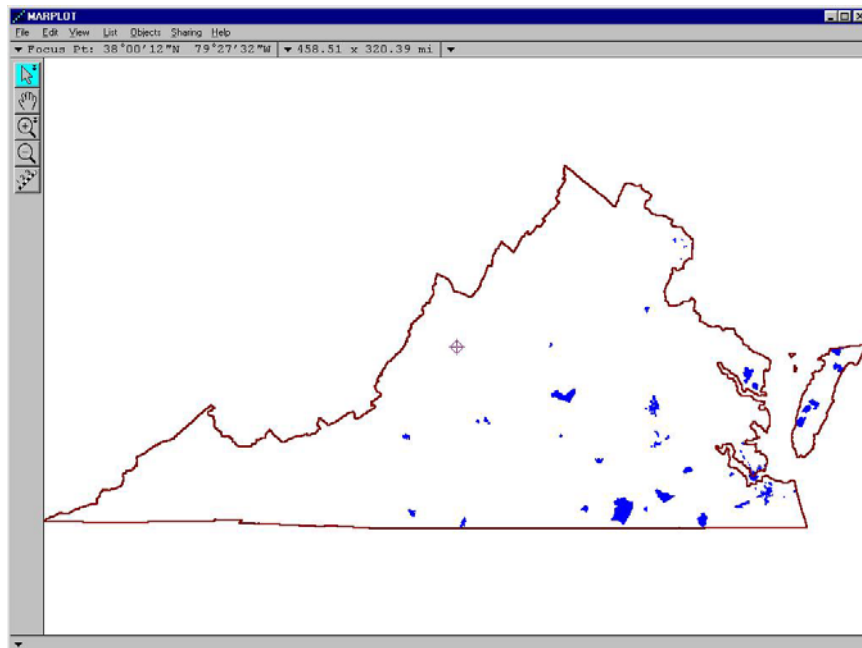 MARPLOT
File Edit View List Objects Sharing Help
Focus Pt: 38°00'12"N 79°27'32"W 458.51 x 320.39 mi